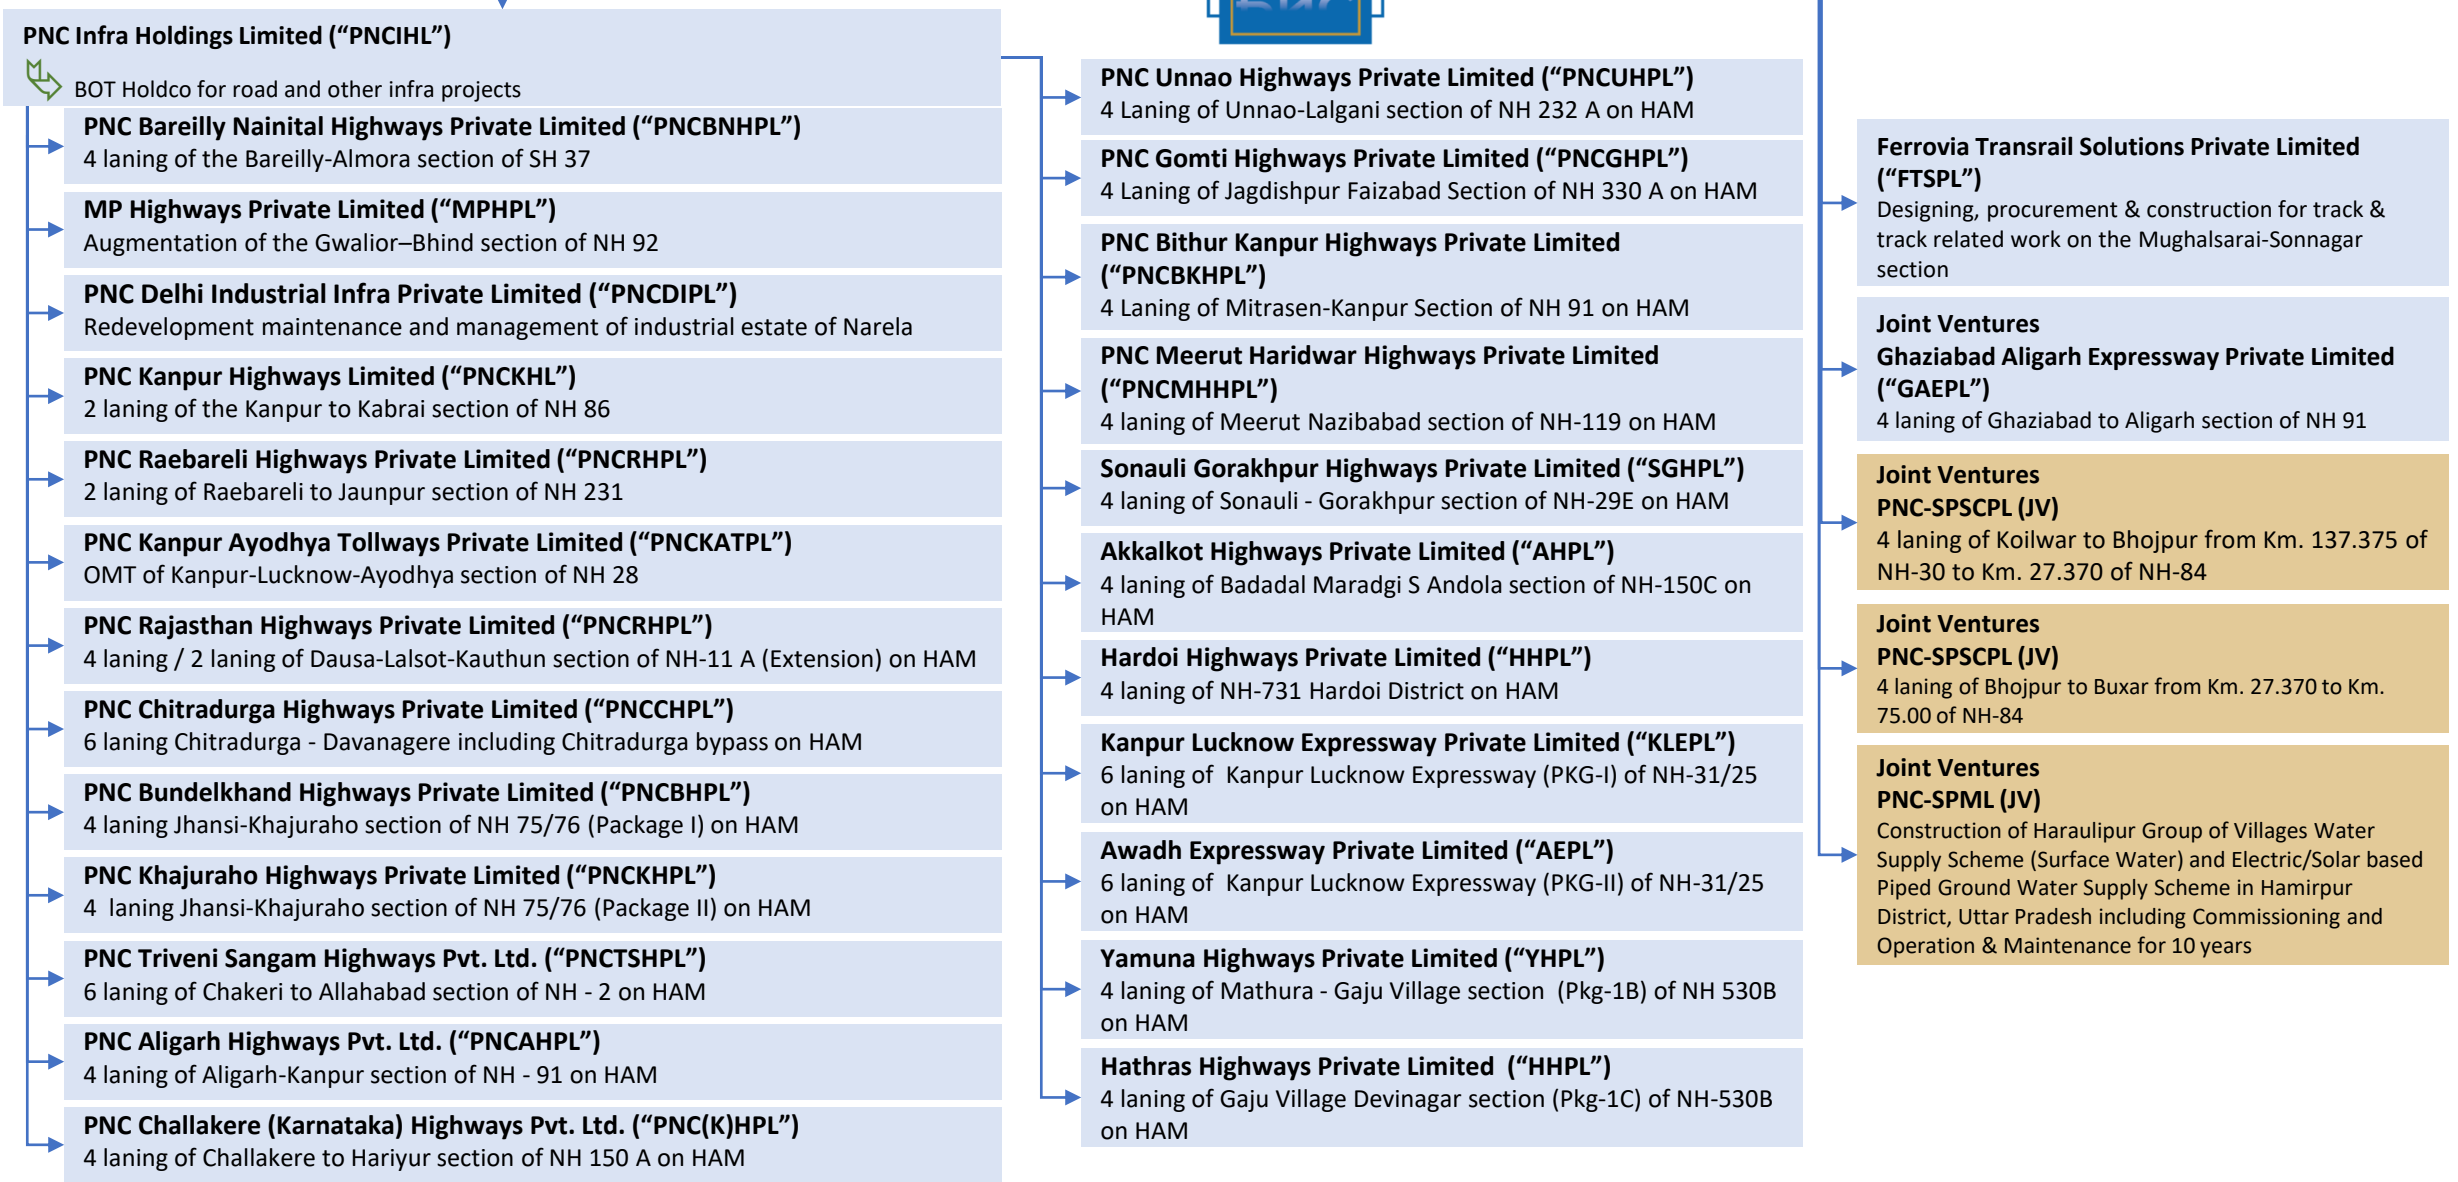 PNC Infra Holdings Limited (“PNCIHL”)
BOT Holdco for road and other infra projects
PNC Bareilly Nainital Highways Private Limited (“PNCBNHPL”)
4 laning of the Bareilly-Almora section of SH 37
MP Highways Private Limited (“MPHPL”)
Augmentation of the Gwalior–Bhind section of NH 92
PNC Delhi Industrial Infra Private Limited (“PNCDIPL”)
Redevelopment maintenance and management of industrial estate of Narela
PNC Kanpur Highways Limited (“PNCKHL”)
2 laning of the Kanpur to Kabrai section of NH 86
PNC Raebareli Highways Private Limited (“PNCRHPL”)
2 laning of Raebareli to Jaunpur section of NH 231
PNC Kanpur Ayodhya Tollways Private Limited (“PNCKATPL”)
OMT of Kanpur-Lucknow-Ayodhya section of NH 28
PNC Rajasthan Highways Private Limited (“PNCRHPL”)
4 laning / 2 laning of Dausa-Lalsot-Kauthun section of NH-11 A (Extension) on HAM
PNC Chitradurga Highways Private Limited (“PNCCHPL”)
6 laning Chitradurga - Davanagere including Chitradurga bypass on HAM
PNC Bundelkhand Highways Private Limited (“PNCBHPL”)
4 laning Jhansi-Khajuraho section of NH 75/76 (Package I) on HAM
PNC Khajuraho Highways Private Limited (“PNCKHPL”)
4 laning Jhansi-Khajuraho section of NH 75/76 (Package II) on HAM
PNC Triveni Sangam Highways Pvt. Ltd. (“PNCTSHPL”)
6 laning of Chakeri to Allahabad section of NH - 2 on HAM
PNC Aligarh Highways Pvt. Ltd. (“PNCAHPL”)
4 laning of Aligarh-Kanpur section of NH - 91 on HAM
PNC Challakere (Karnataka) Highways Pvt. Ltd. (“PNC(K)HPL”)
4 laning of Challakere to Hariyur section of NH 150 A on HAM
PNC Unnao Highways Private Limited (“PNCUHPL”)
4 Laning of Unnao-Lalgani section of NH 232 A on HAM
PNC Gomti Highways Private Limited (“PNCGHPL”)
4 Laning of Jagdishpur Faizabad Section of NH 330 A on HAM
PNC Bithur Kanpur Highways Private Limited
(“PNCBKHPL”)
4 Laning of Mitrasen-Kanpur Section of NH 91 on HAM
PNC Meerut Haridwar Highways Private Limited
(“PNCMHHPL”)
4 laning of Meerut Nazibabad section of NH-119 on HAM
Sonauli Gorakhpur Highways Private Limited (“SGHPL”)
4 laning of Sonauli - Gorakhpur section of NH-29E on HAM
Akkalkot Highways Private Limited (“AHPL”)
4 laning of Badadal Maradgi S Andola section of NH-150C on
HAM
Hardoi Highways Private Limited (“HHPL”)
4 laning of NH-731 Hardoi District on HAM
Kanpur Lucknow Expressway Private Limited (“KLEPL”)
6 laning of Kanpur Lucknow Expressway (PKG-I) of NH-31/25
on HAM
Awadh Expressway Private Limited (“AEPL”)
6 laning of Kanpur Lucknow Expressway (PKG-II) of NH-31/25
on HAM
Yamuna Highways Private Limited (“YHPL”)
4 laning of Mathura - Gaju Village section (Pkg-1B) of NH 530B
on HAM
Hathras Highways Private Limited (“HHPL”)
4 laning of Gaju Village Devinagar section (Pkg-1C) of NH-530B
on HAM
Ferrovia Transrail Solutions Private Limited
(“FTSPL”)
Designing, procurement & construction for track &
track related work on the Mughalsarai-Sonnagar
section
Joint Ventures
Ghaziabad Aligarh Expressway Private Limited
(“GAEPL”)
4 laning of Ghaziabad to Aligarh section of NH 91
Joint Ventures
PNC-SPSCPL (JV)
4 laning of Koilwar to Bhojpur from Km. 137.375 of
NH-30 to Km. 27.370 of NH-84
Joint Ventures
PNC-SPSCPL (JV)
4 laning of Bhojpur to Buxar from Km. 27.370 to Km.
75.00 of NH-84
Joint Ventures
PNC-SPML (JV)
Construction of Haraulipur Group of Villages Water
Supply Scheme (Surface Water) and Electric/Solar based
Piped Ground Water Supply Scheme in Hamirpur
District, Uttar Pradesh including Commissioning and
Operation & Maintenance for 10 years